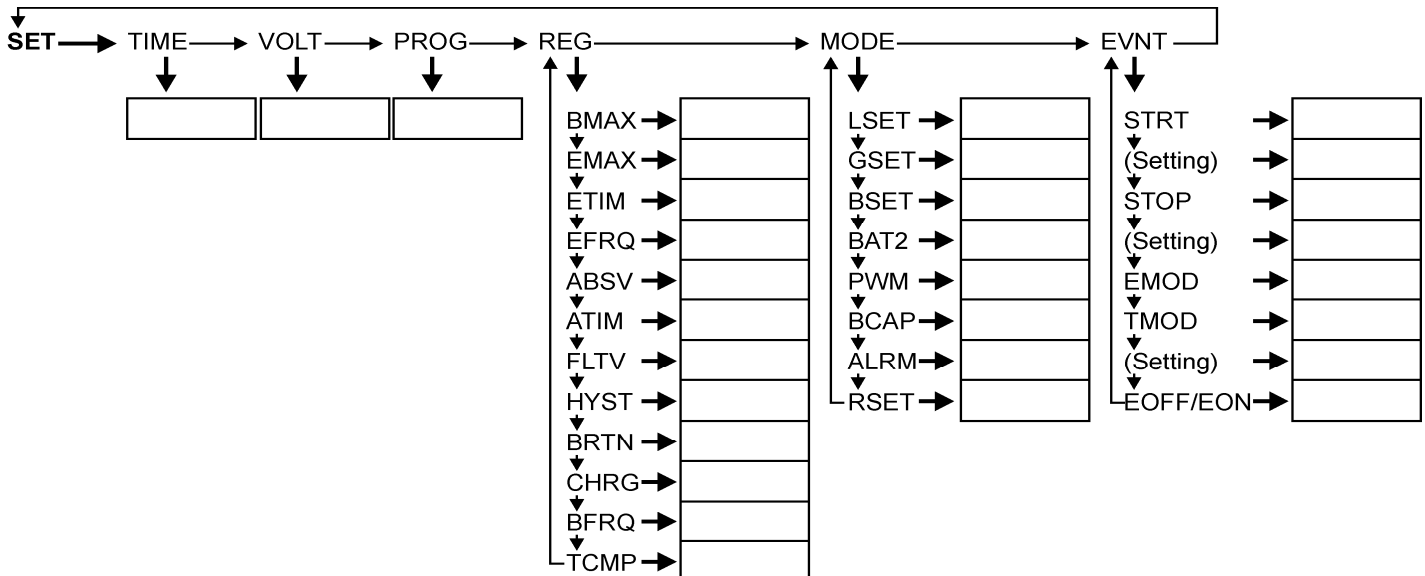 SET TIME VOLT PROG REG MODE EVNT
BMAX LSET STRT
EMAX GSET (Setting)
ETIM BSET STOP
EFRQ BAT2 (Setting)
ABSV PWM EMOD
ATIM BCAP TMOD
FLTV ALRM (Setting)
HYST RSET EOFF/EON
BRTN
CHRG
BFRQ
TCMP